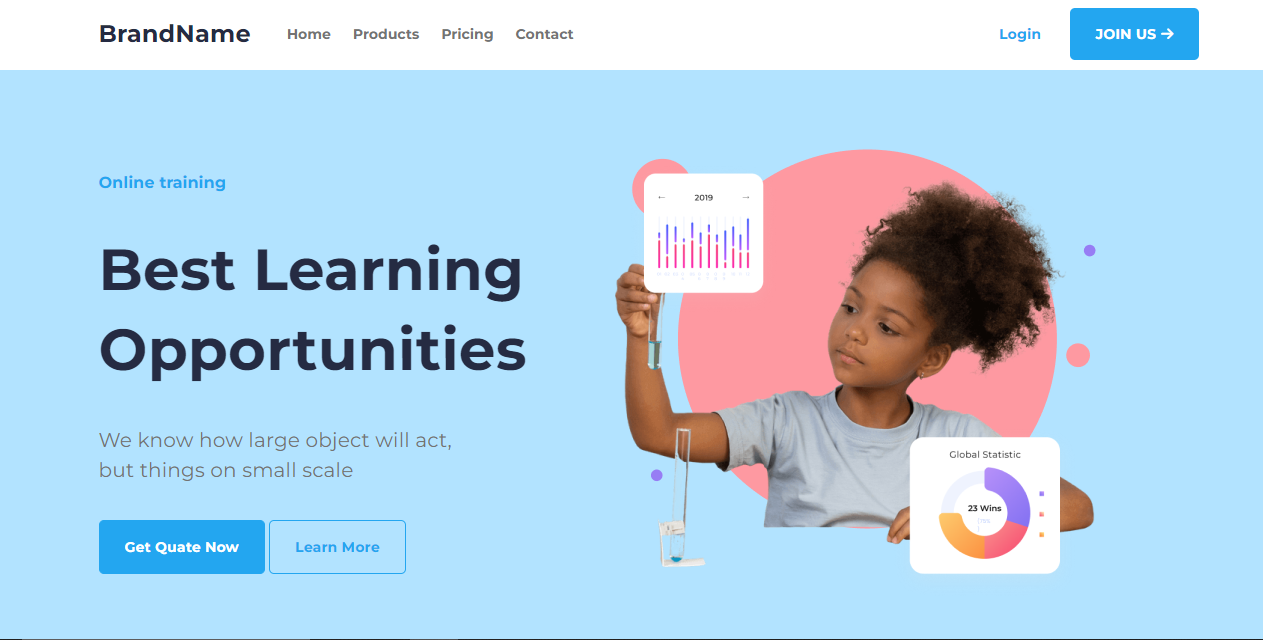 BrandName
Home
Products
Pricing
Contact
Login
JOIN US →
Online training
Best Learning
Opportunities
We know how large object will act,
but things on small scale
Get Quate Now
Learn More
← 2019 →
Global Statistic
23 Wins